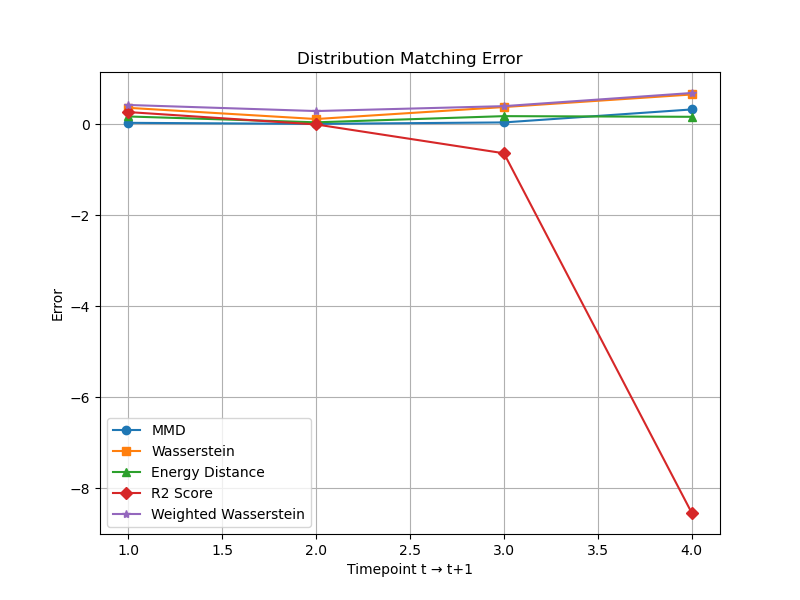 Distribution Matching Error
Error
0
−2
−4
−6
−8
MMD
Wasserstein
Energy Distance
R2 Score
Weighted Wasserstein
1.0 1.5 2.0 2.5 3.0 3.5 4.0
Timepoint t → t+1